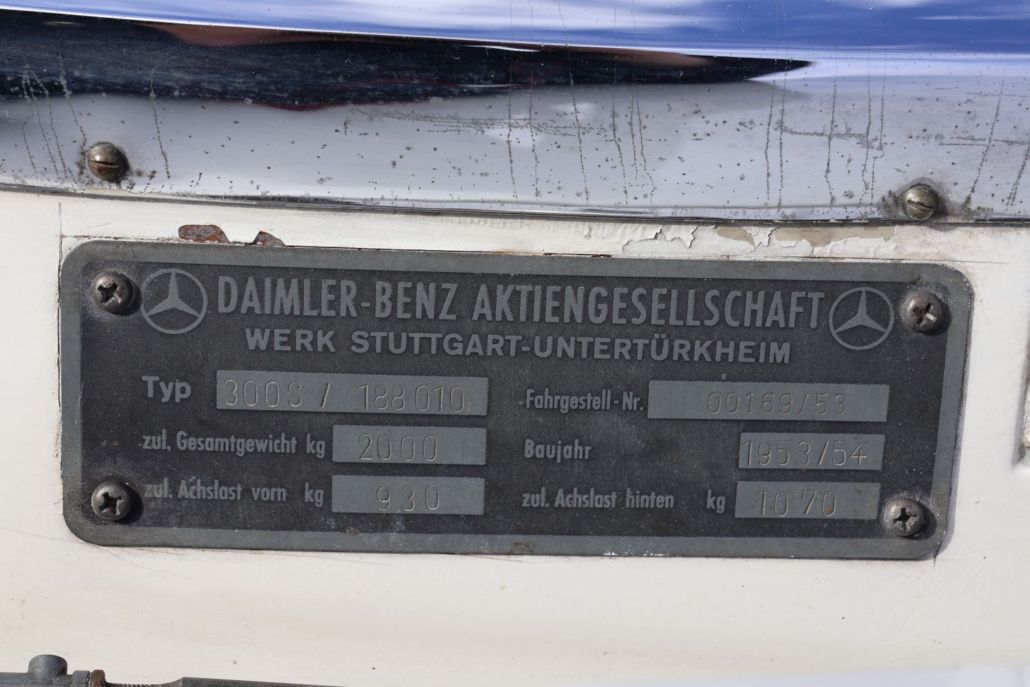 DAIMLER-BENZ AKTIENGESELLSCHAFT
WERK STUTTGART-UNTERTÜRKHEIM
Typ 300S / 188010 Fahrgestell-Nr. 00169/53
zul. Gesamtgewicht kg 2000 Baujahr 1953/54
zul. Achslast vorn kg 930 zul. Achslast hinten kg 1070